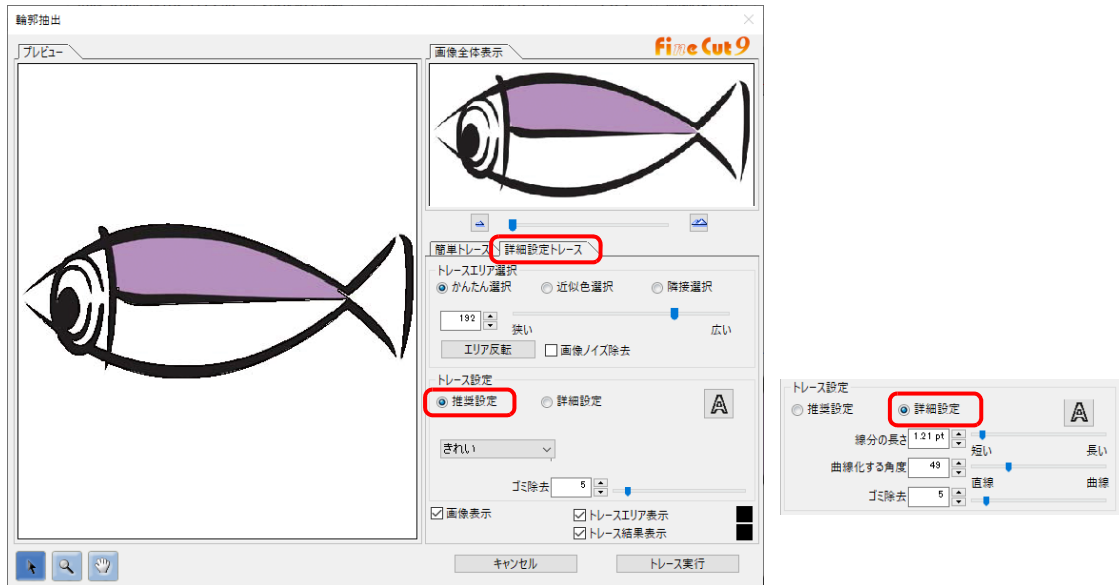 輪郭抽出
プレビュー
画像全体表示
Fine Cut 9
簡単トレース
詳細設定トレース
トレースエリア選択
かんたん選択
近似色選択
隣接選択
192
狭い
広い
エリア反転
画像ノイズ除去
トレース設定
推奨設定
詳細設定
A
きれい
ゴミ除去
5
画像表示
トレースエリア表示
トレース結果表示
キャンセル
トレース実行
トレース設定
推奨設定
詳細設定
A
線分の長さ
1.21 pt
短い
長い
曲線化する角度
49
直線
曲線
ゴミ除去
5